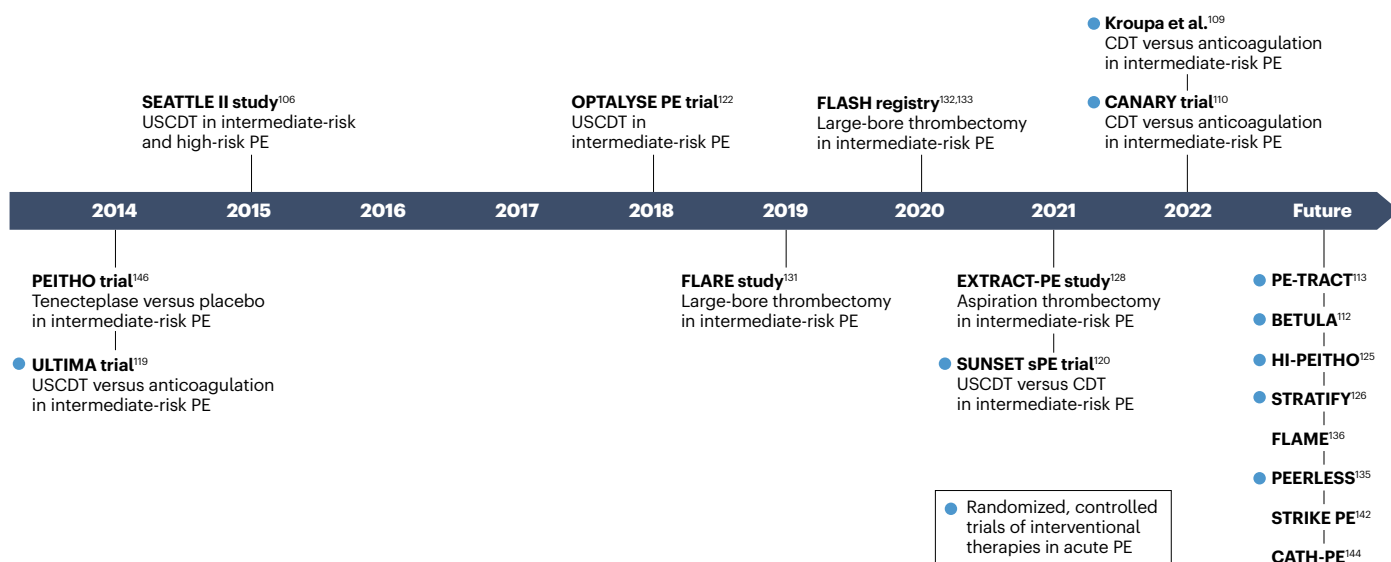 Kroupa et al.109
CDT versus anticoagulation
in intermediate-risk PE
SEATTLE II study106
USCDT in intermediate-risk
and high-risk PE
OPTALYSE PE trial122
USCDT in
intermediate-risk PE
FLASH registry132,133
Large-bore thrombectomy
in intermediate-risk PE
CANARY trial110
CDT versus anticoagulation
in intermediate-risk PE
2014 2015 2016 2017 2018 2019 2020 2021 2022 Future
PEITHO trial146
Tenecteplase versus placebo
in intermediate-risk PE
ULTIMA trial119
USCDT versus anticoagulation
in intermediate-risk PE
FLARE study131
Large-bore thrombectomy
in intermediate-risk PE
EXTRACT-PE study128
Aspiration thrombectomy
in intermediate-risk PE
SUNSET sPE trial120
USCDT versus CDT
in intermediate-risk PE
PE-TRACT113
BETULA112
HI-PEITHO125
STRATIFY126
FLAME136
PEERLESS135
STRIKE PE142
CATH-PE144
Randomized, controlled
trials of interventional
therapies in acute PE